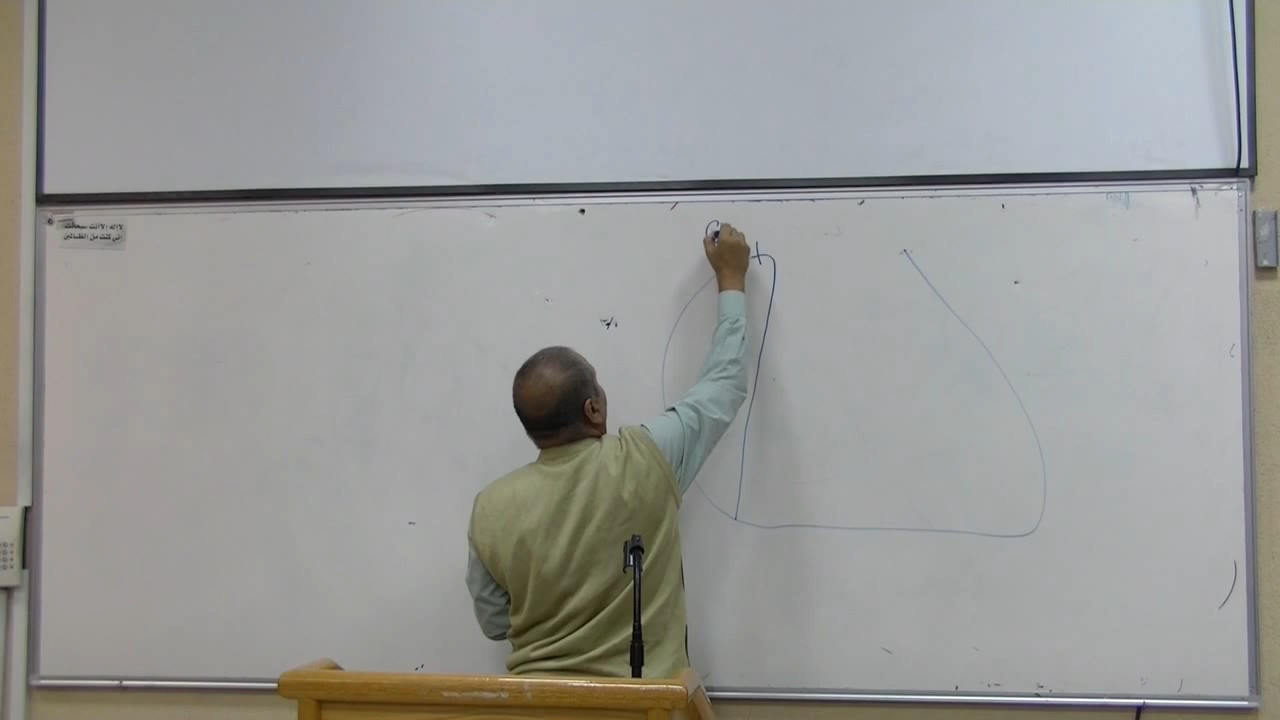 لا إله إلا أنت سبحانك
إني كنت من الظالمين